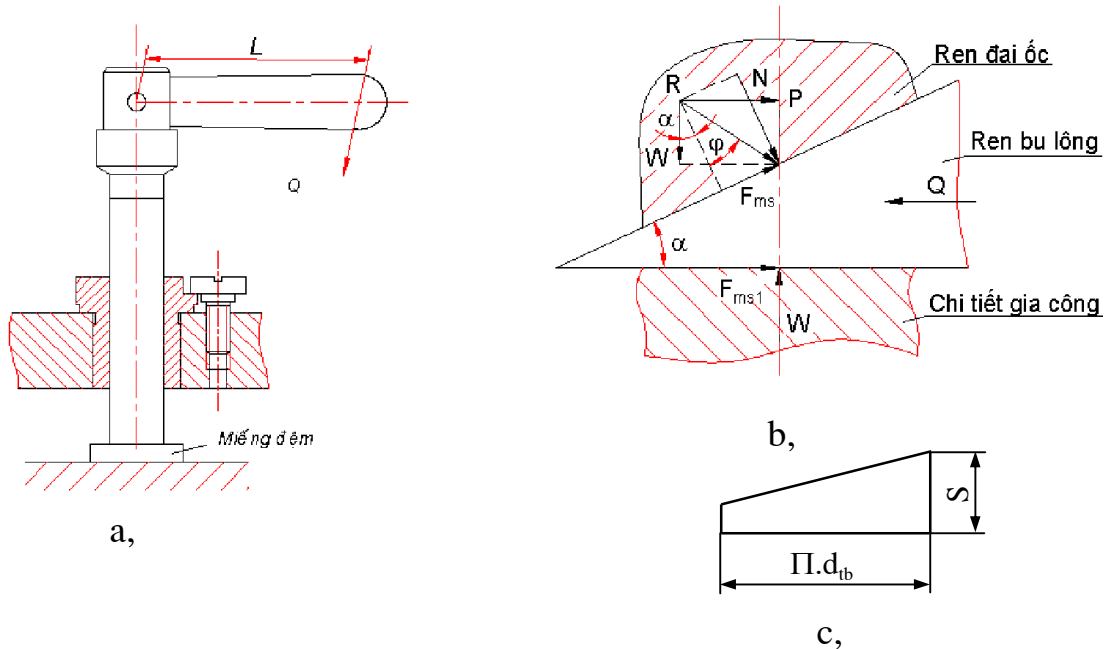 L
Q
Miếng đệm
a,
Ren đai ốc
R
N
P
α
φ
W
Ren bu lông
Fms
Q
α
Fms1
W
Chi tiết gia công
b,
S
Π.dtb
c,